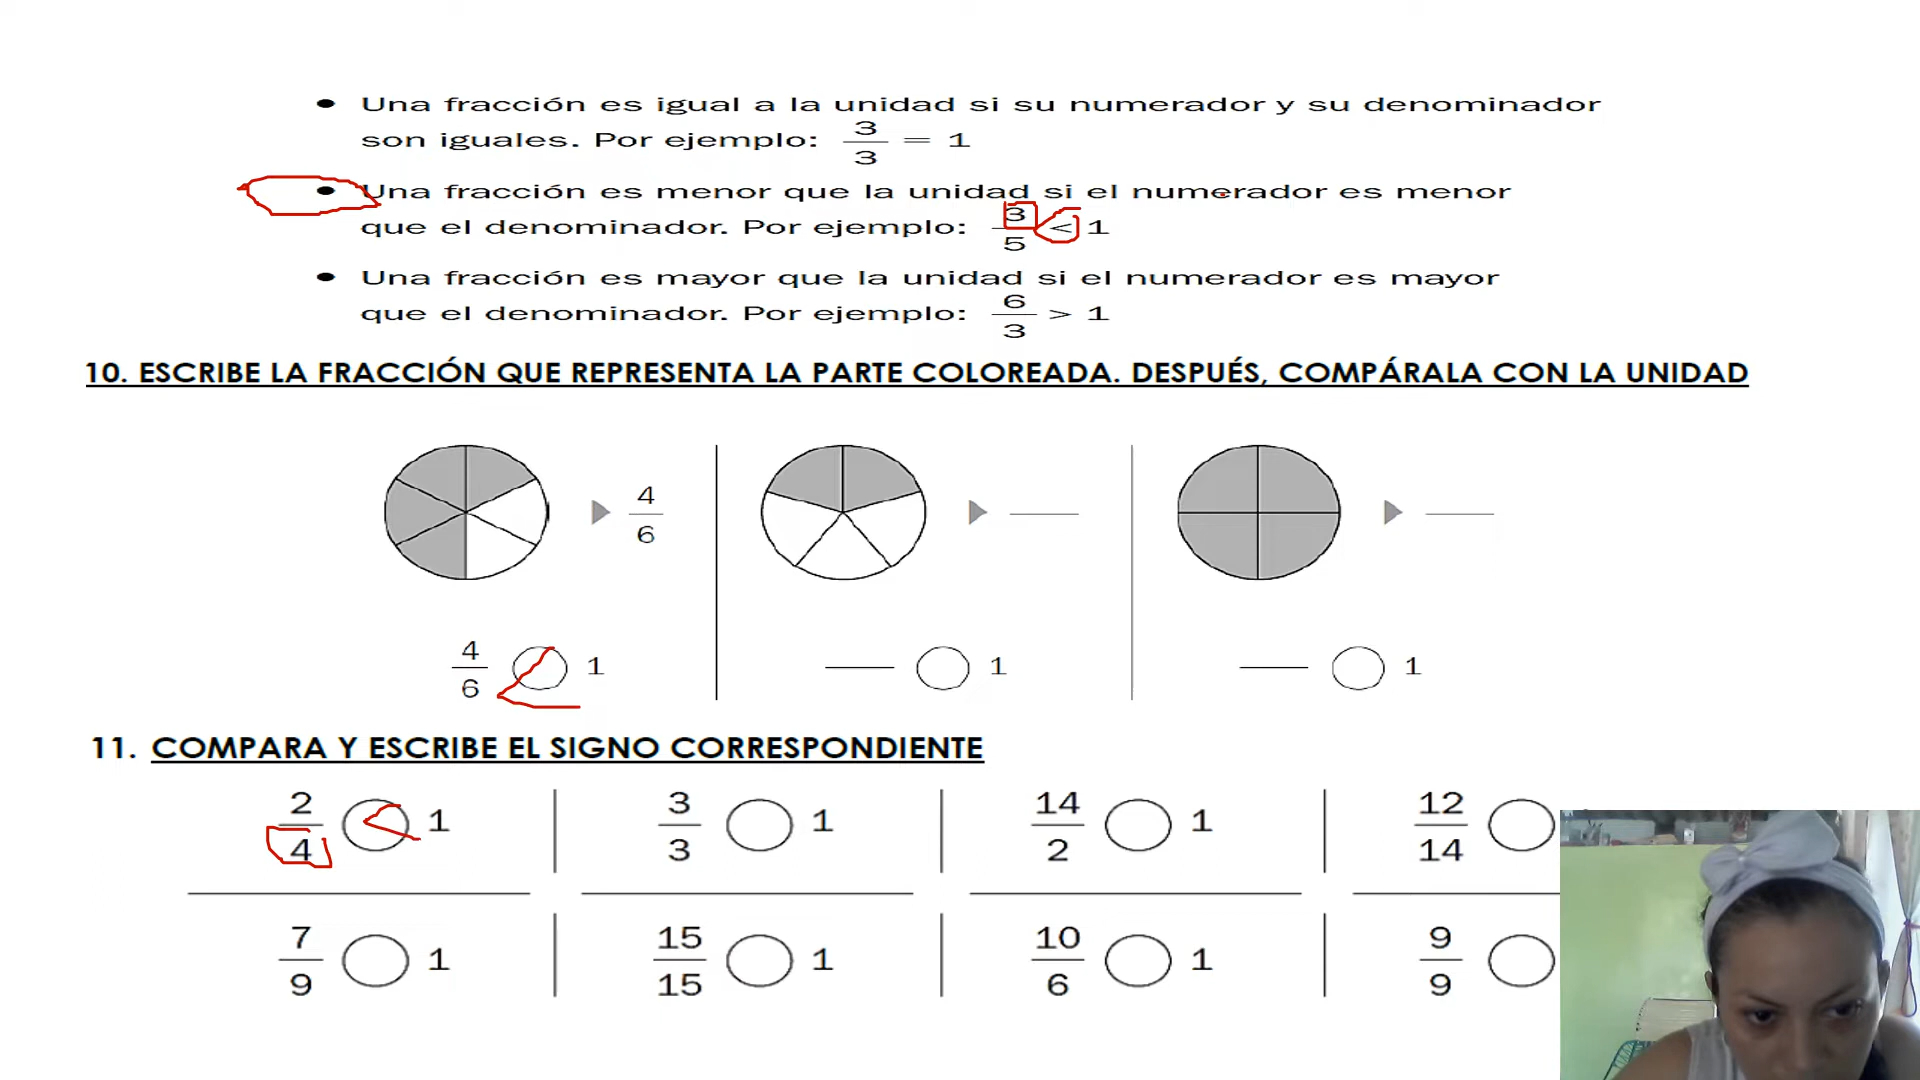 • Una fracción es igual a la unidad si su numerador y su denominador
son iguales. Por ejemplo: 3/3 = 1
• Una fracción es menor que la unidad si el numerador es menor
que el denominador. Por ejemplo: 3/5 < 1
• Una fracción es mayor que la unidad si el numerador es mayor
que el denominador. Por ejemplo: 6/3 > 1
10. ESCRIBE LA FRACCIÓN QUE REPRESENTA LA PARTE COLOREADA. DESPUÉS, COMPÁRALA CON LA UNIDAD
4/6
4/6 < 1 1 1
11. COMPARA Y ESCRIBE EL SIGNO CORRESPONDIENTE
2/4 < 1 3/3 1 14/2 1 12/14
7/9 1 15/15 1 10/6 1 9/9